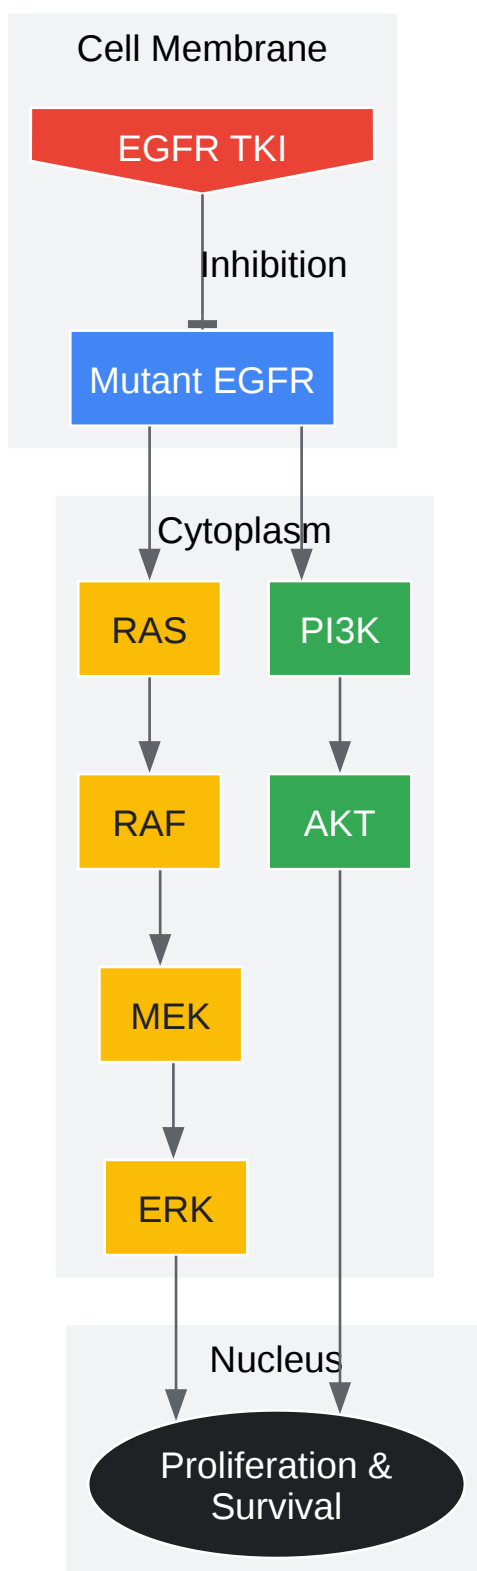 Cell Membrane
EGFR TKI
Inhibition
Mutant EGFR
Cytoplasm
RAS
PI3K
RAF
AKT
MEK
ERK
Nucleus
Proliferation &
Survival